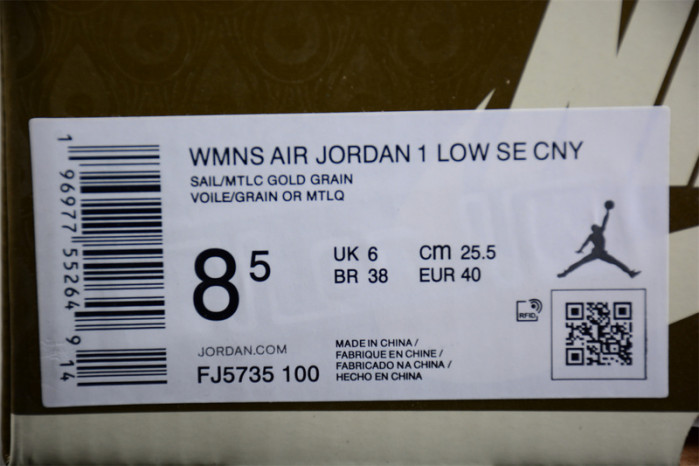 WMNS AIR JORDAN 1 LOW SE CNY
SAIL/MTLC GOLD GRAIN
VOILE/GRAIN OR MTLQ
8 5
UK 6 cm 25.5
BR 38 EUR 40
RFID
JORDAN.COM
FJ5735 100
MADE IN CHINA /
FABRIQUE EN CHINE /
FABRICADO NA CHINA /
HECHO EN CHINA
1 96977 55264 9 14